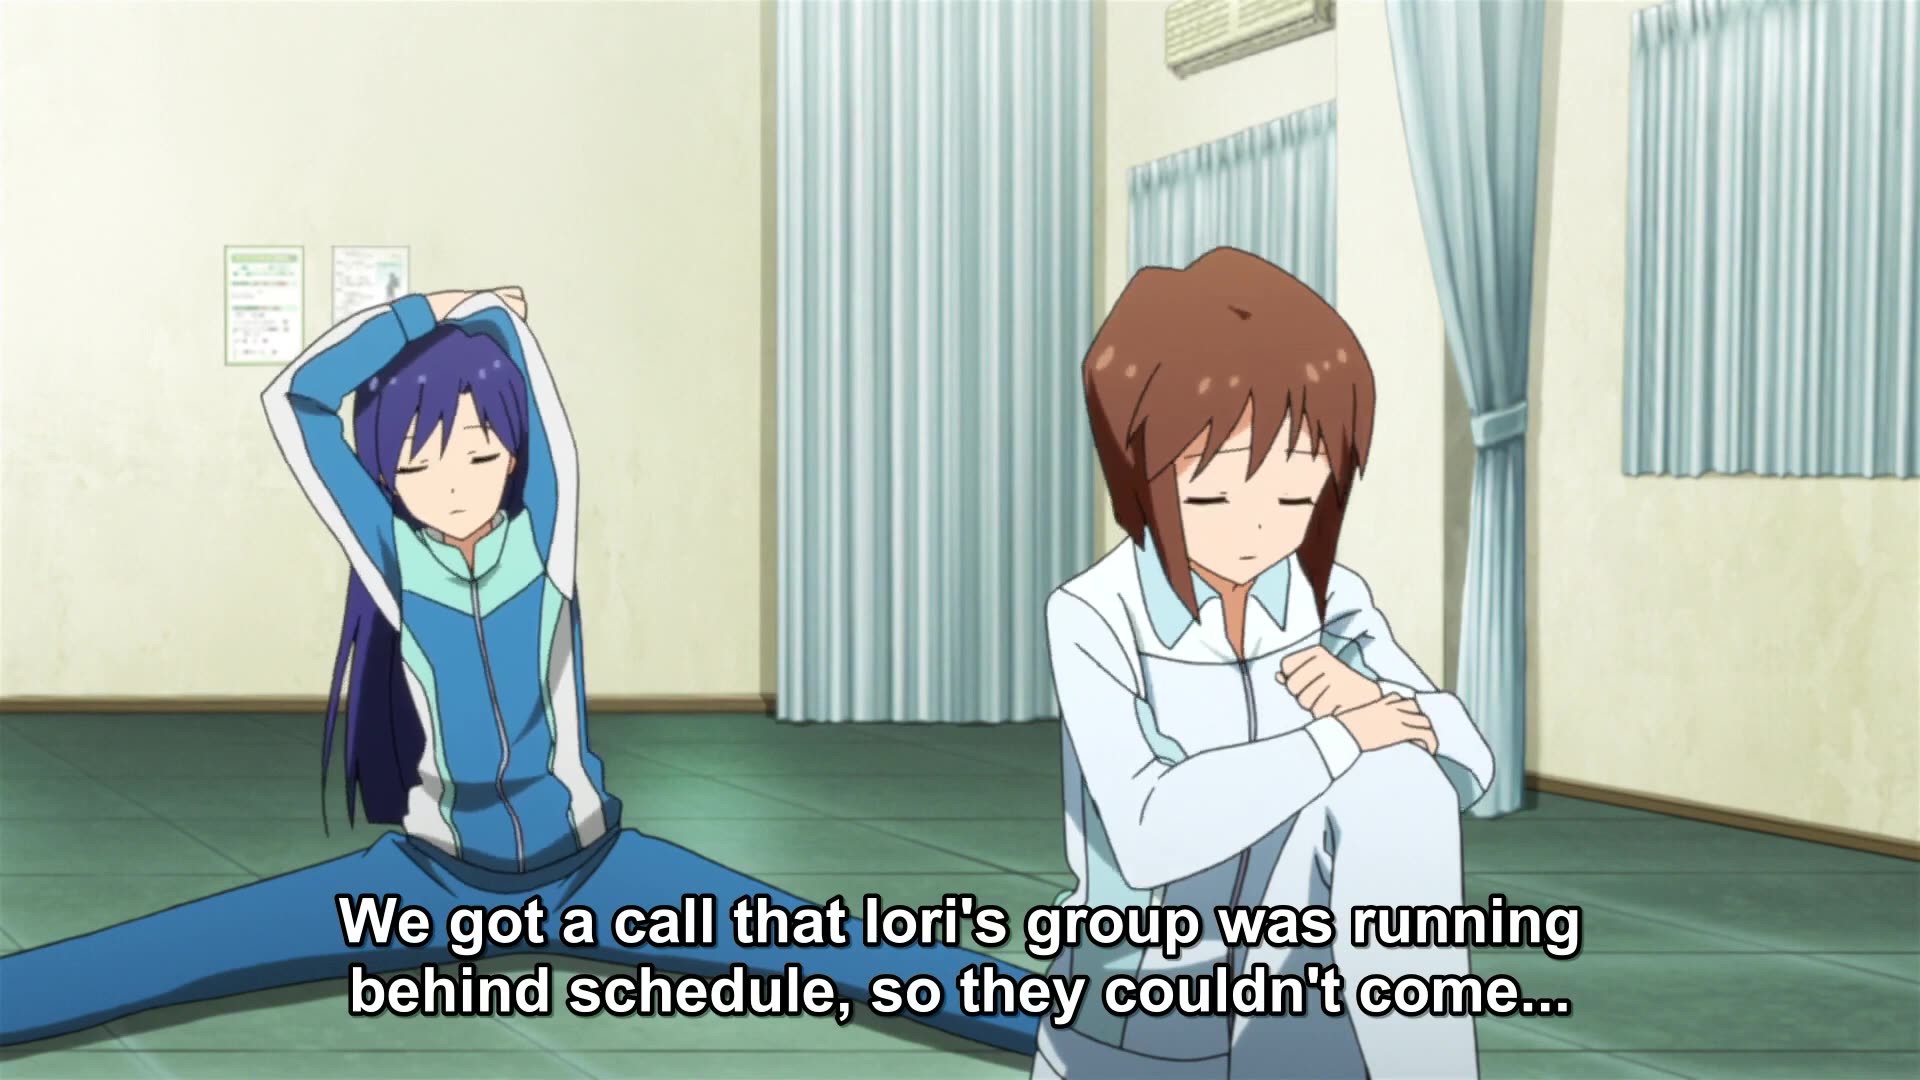 We got a call that Iori's group was running
behind schedule, so they couldn't come...